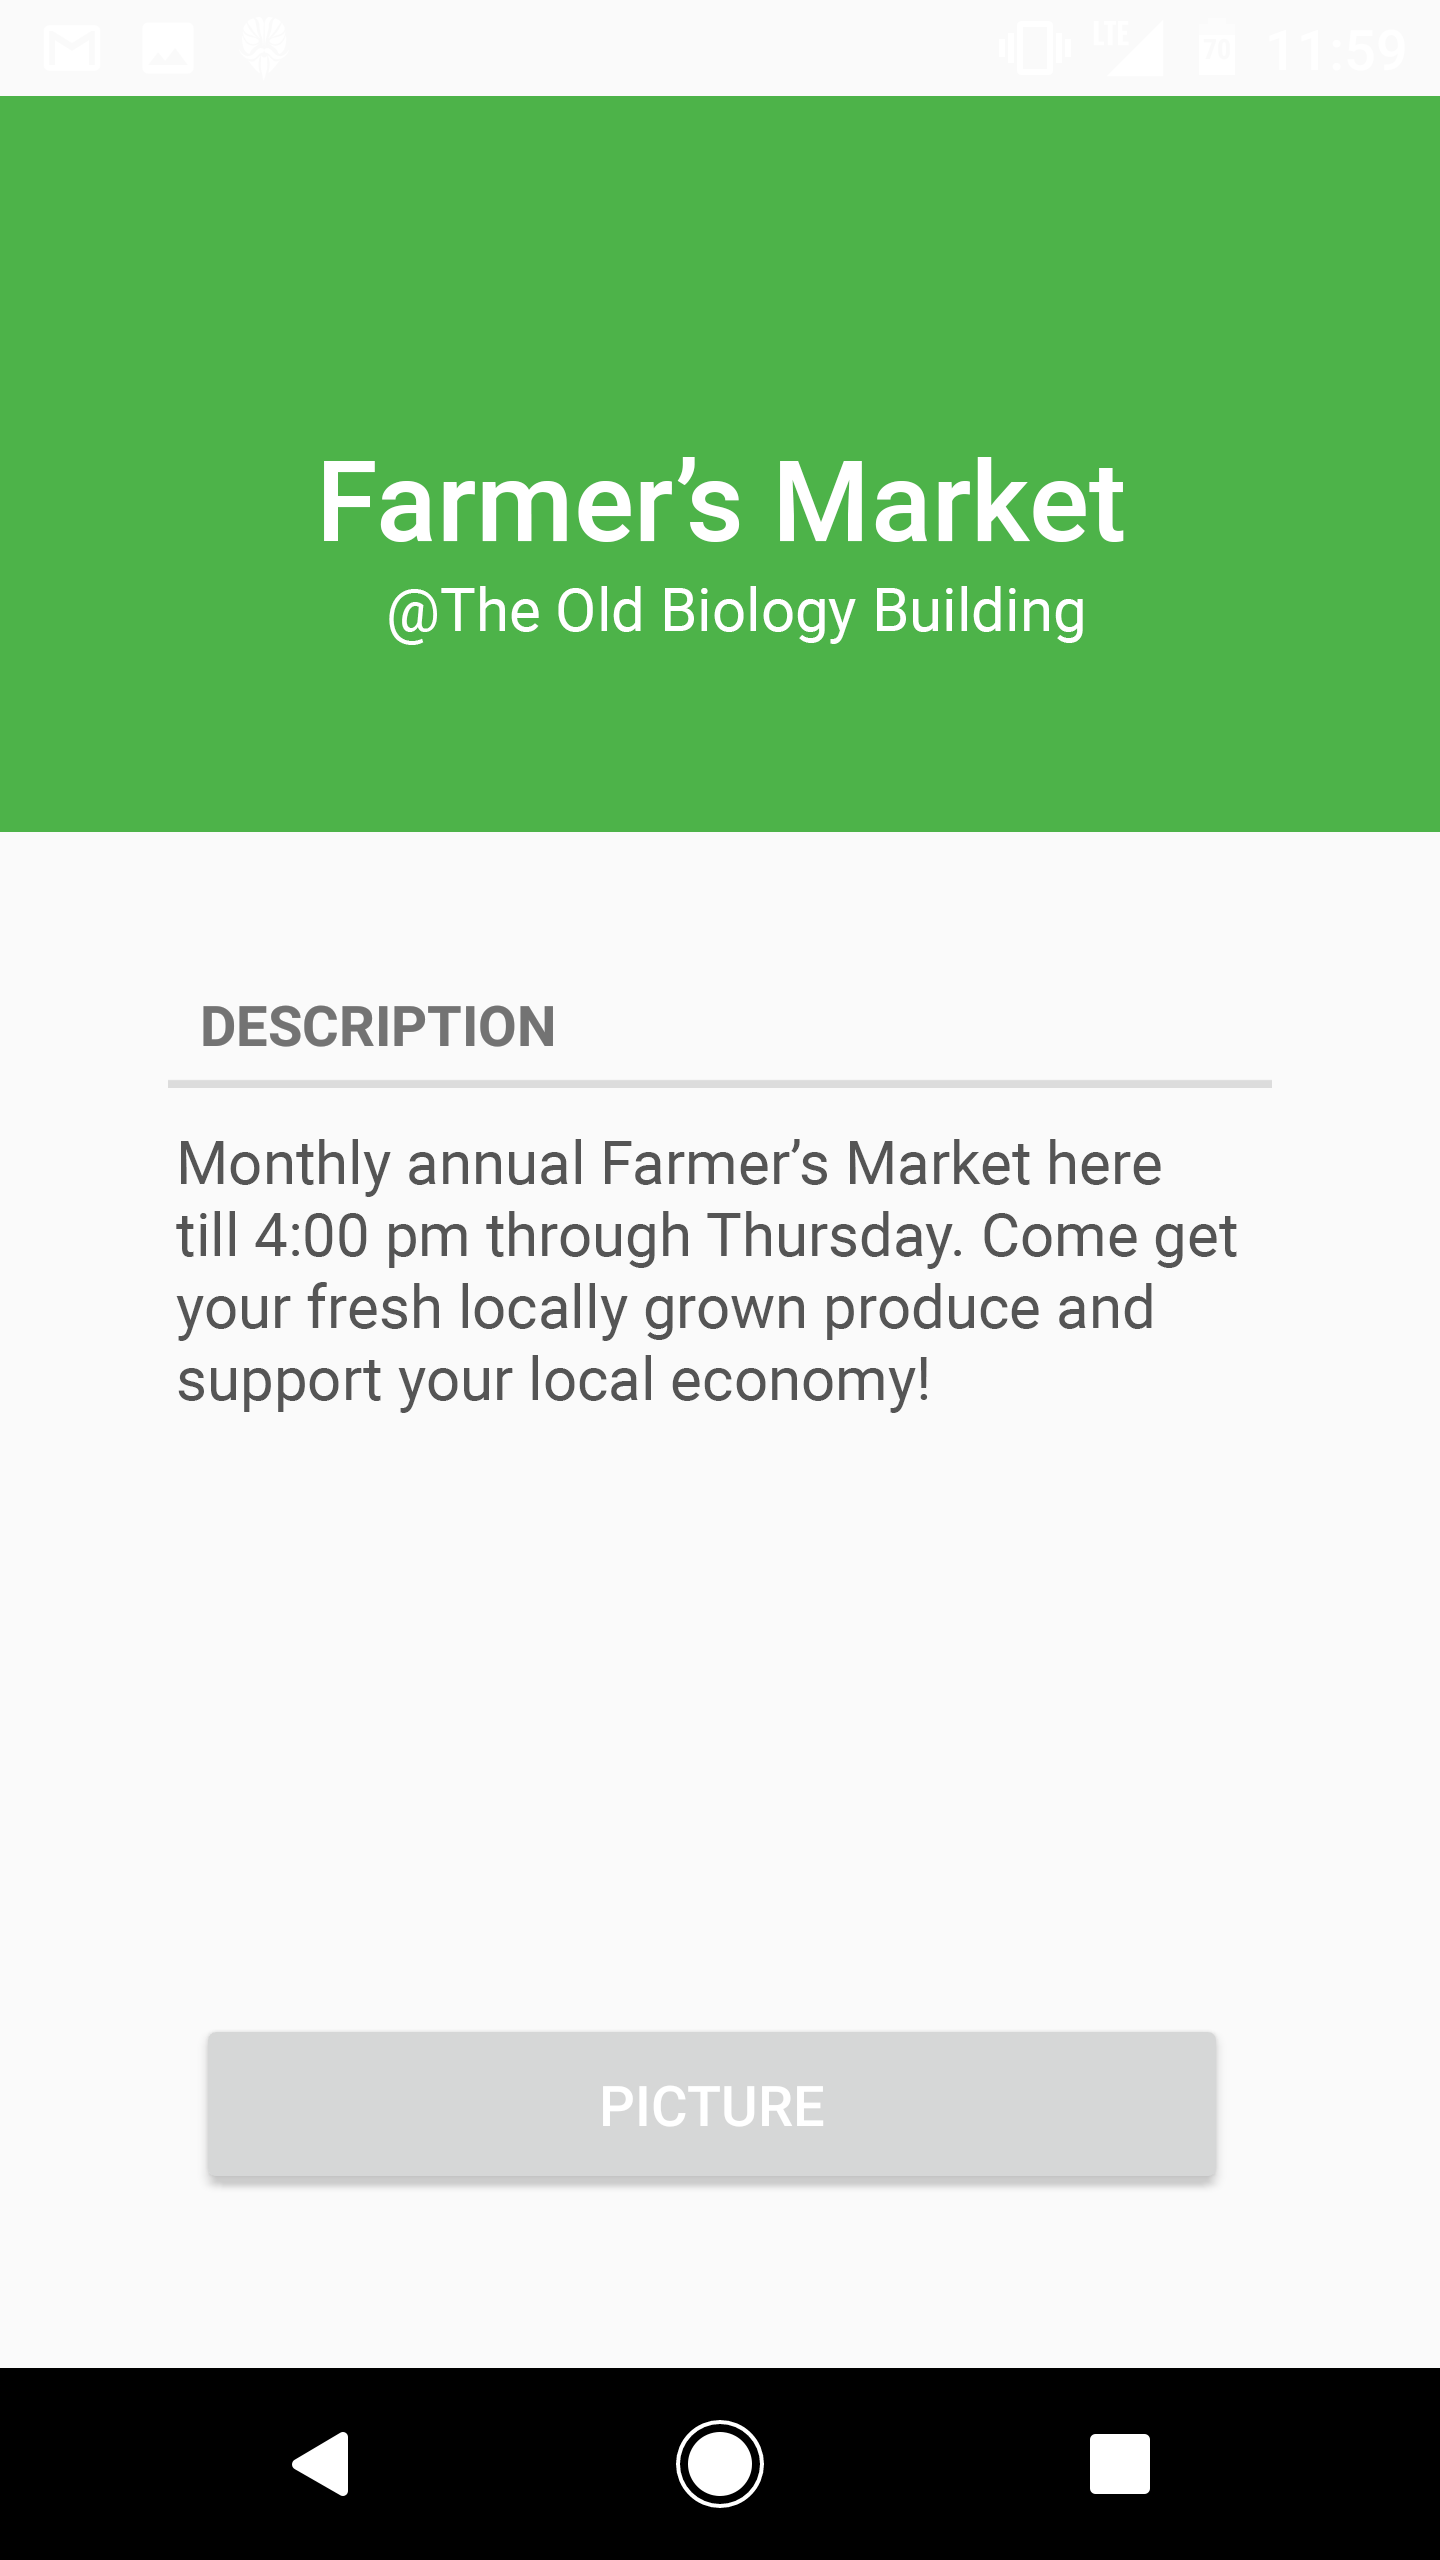 LTE 70 11:59
Farmer’s Market
@The Old Biology Building
DESCRIPTION
Monthly annual Farmer’s Market here
till 4:00 pm through Thursday. Come get
your fresh locally grown produce and
support your local economy!
PICTURE